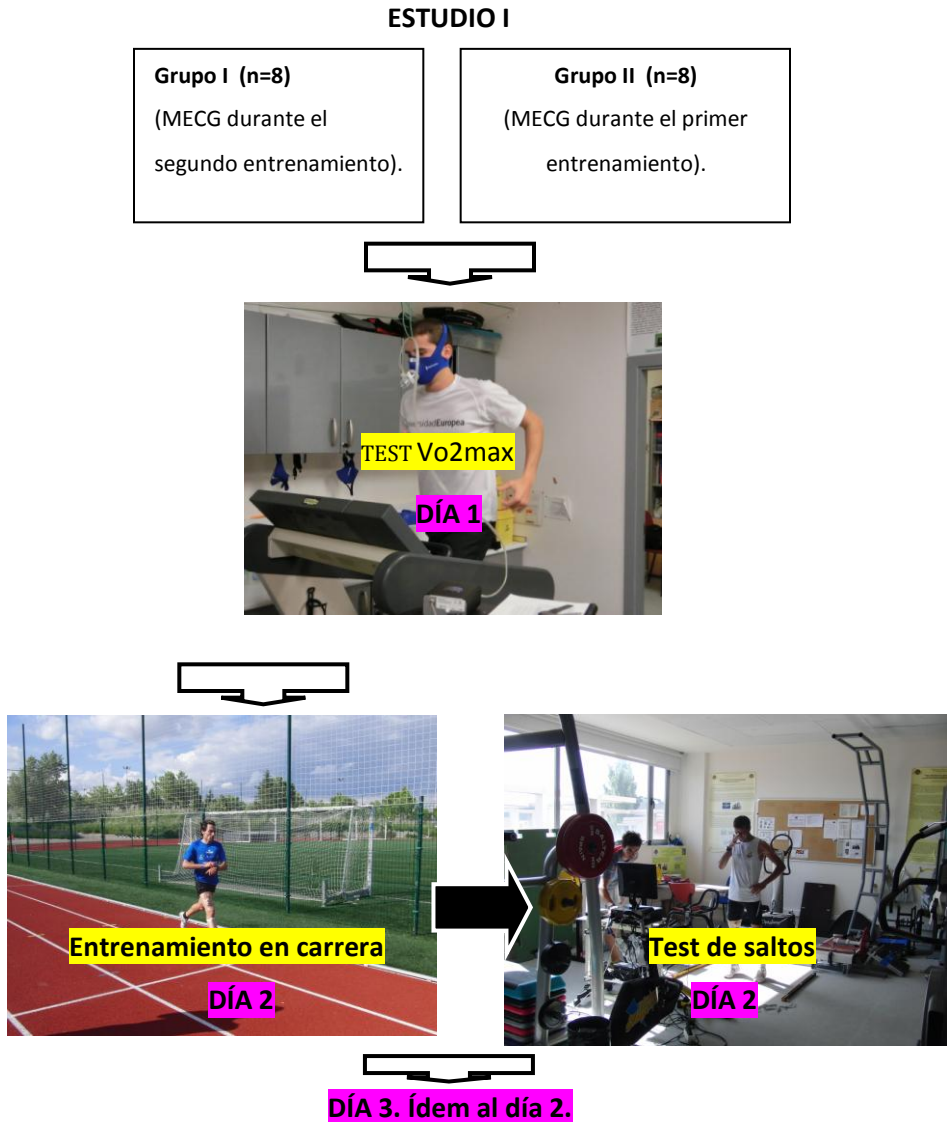 ESTUDIO I
Grupo I (n=8)
(MECG durante el
segundo entrenamiento).
Grupo II (n=8)
(MECG durante el primer
entrenamiento).
TEST Vo2max
DÍA 1
Entrenamiento en carrera
DÍA 2
Test de saltos
DÍA 2
DÍA 3. Ídem al día 2.